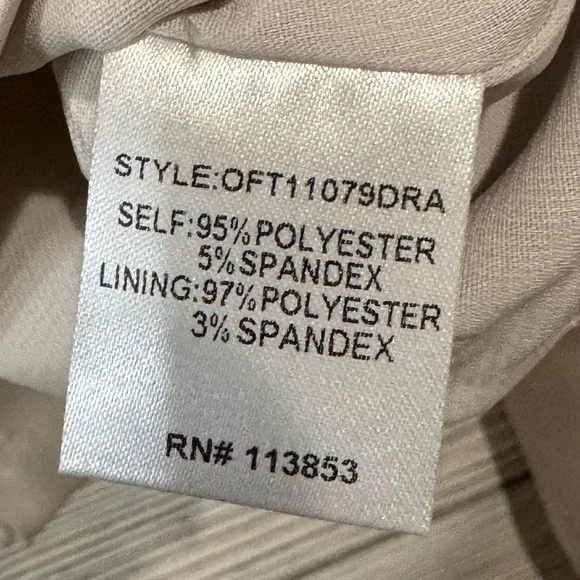 STYLE:OFT11079DRA
SELF:95%POLYESTER
5%SPANDEX
LINING:97%POLYESTER
3%SPANDEX
RN# 113853